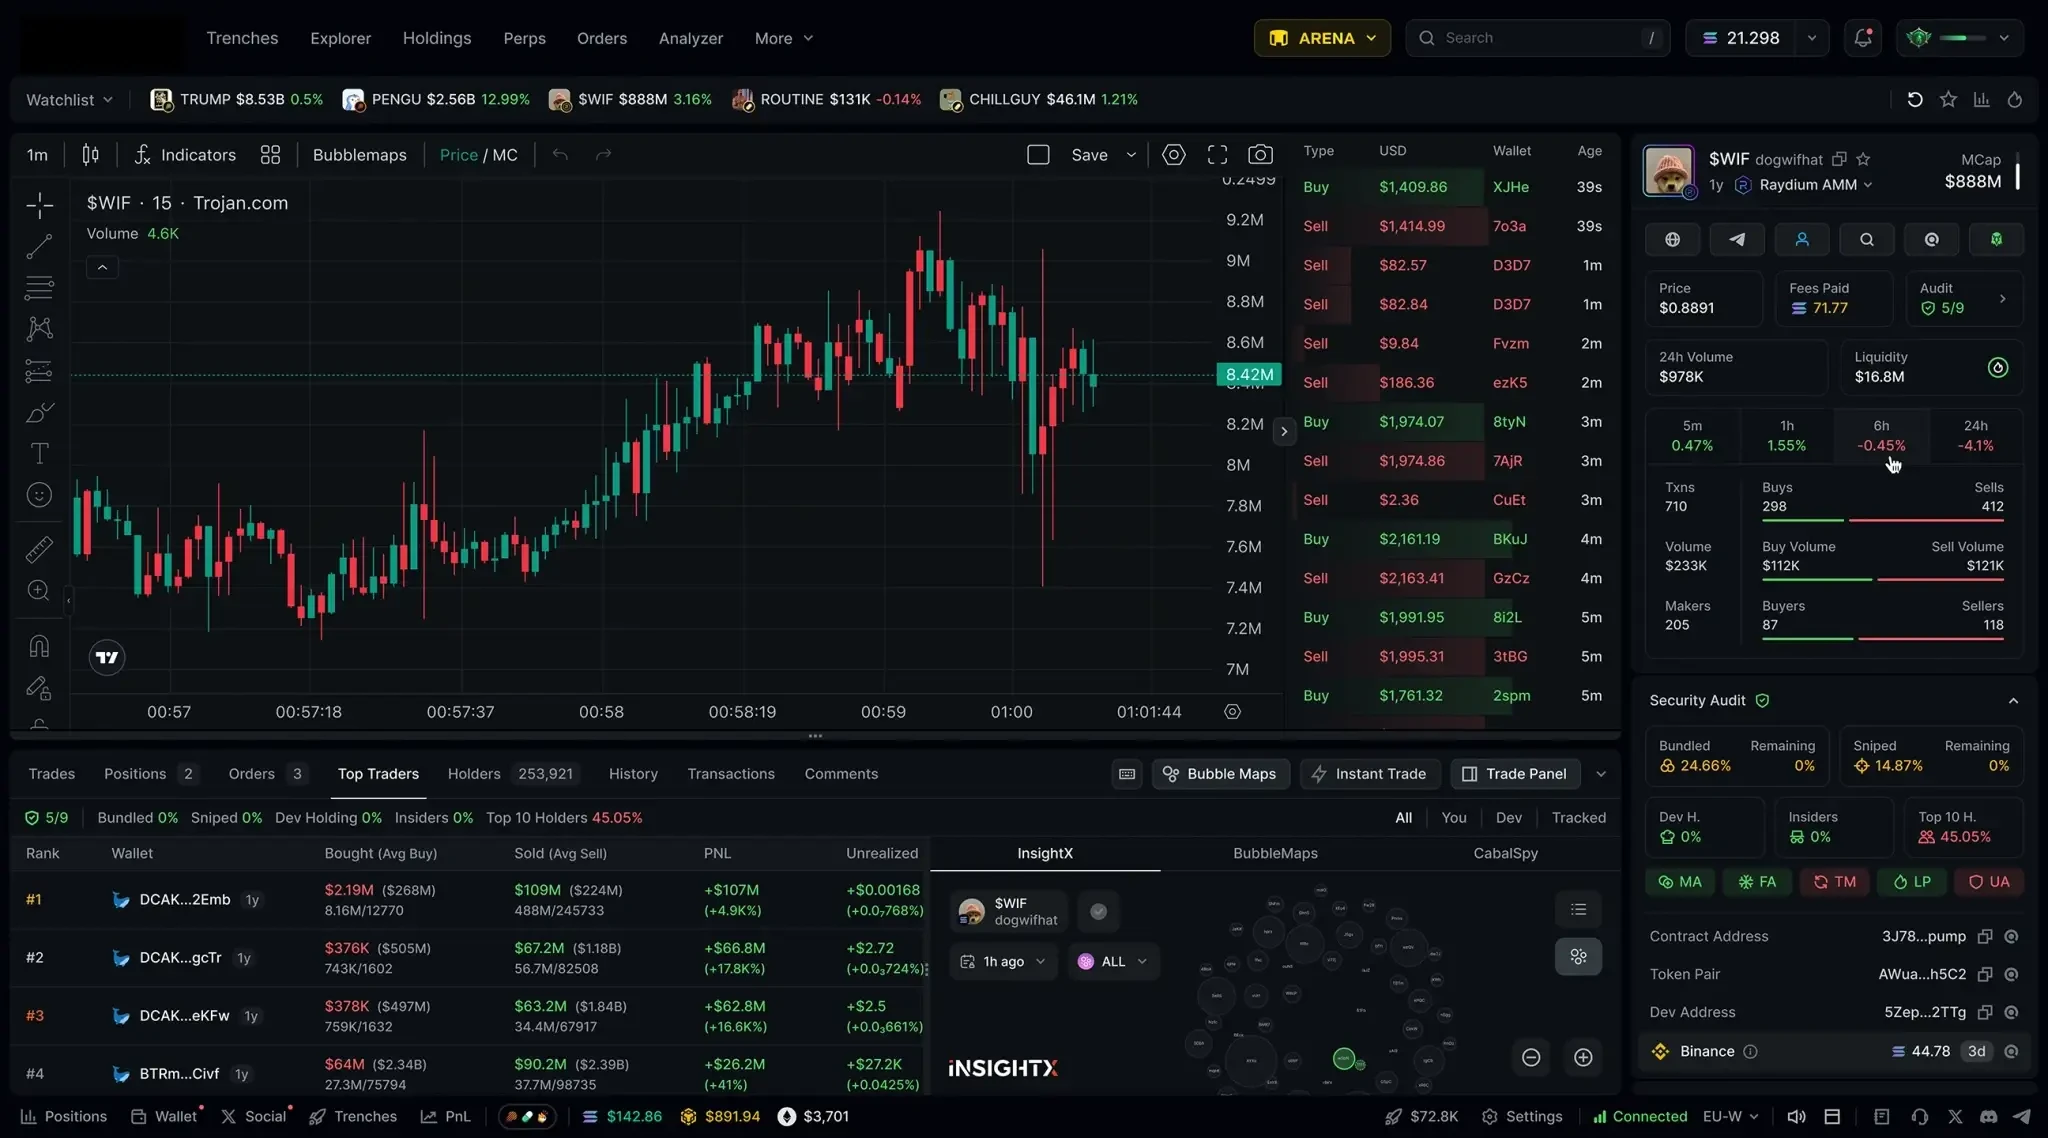 Trenches Explorer Holdings Perps Orders Analyzer More ARENA Search / 21.298
Watchlist TRUMP $8.53B 0.5% PENGU $2.56B 12.99% $WIF $888M 3.16% ROUTINE $131K -0.14% CHILLGUY $46.1M 1.21%
1m Indicators Bubblemaps Price / MC Save
$WIF · 15 · Trojan.com
Volume 4.6K
0.2499
9.2M
9M
8.8M
8.6M
8.42M
8.4M
8.2M
8M
7.8M
7.6M
7.4M
7.2M
7M
00:57 00:57:18 00:57:37 00:58 00:58:19 00:59 01:00 01:01:44
Type USD Wallet Age
Buy $1,409.86 XJHe 39s
Sell $1,414.99 7o3a 39s
Sell $82.57 D3D7 1m
Sell $82.84 D3D7 1m
Sell $9.84 Fvzm 2m
Sell $186.36 ezK5 2m
Buy $1,974.07 8tyN 3m
Sell $1,974.86 7AjR 3m
Sell $2.36 CuEt 3m
Buy $2,161.19 BKuJ 4m
Sell $2,163.41 GzCz 4m
Buy $1,991.95 8i2L 5m
Sell $1,995.31 3tBG 5m
Buy $1,761.32 2spm 5m
$WIF dogwifhat MCap
1y Raydium AMM $888M
Price Fees Paid Audit
$0.8891 71.77 5/9
24h Volume Liquidity
$978K $16.8M
5m 1h 6h 24h
0.47% 1.55% -0.45% -4.1%
Txns Buys Sells
710 298 412
Volume Buy Volume Sell Volume
$233K $112K $121K
Makers Buyers Sellers
205 87 118
Security Audit
Bundled Remaining Sniped Remaining
24.66% 0% 14.87% 0%
Dev H. Insiders Top 10 H.
0% 0% 45.05%
MA FA TM LP UA
Contract Address 3J78...pump
Token Pair AWua...h5C2
Dev Address 5Zep...2TTg
Binance 44.78 3d
Trades Positions 2 Orders 3 Top Traders Holders 253,921 History Transactions Comments Bubble Maps Instant Trade Trade Panel
5/9 Bundled 0% Sniped 0% Dev Holding 0% Insiders 0% Top 10 Holders 45.05% All You Dev Tracked
Rank Wallet Bought (Avg Buy) Sold (Avg Sell) PNL Unrealized
#1 DCAK...2Emb 1y $2.19M ($268M) $109M ($224M) +$107M +$0.00168
8.16M/12770 488M/245733 (+4.9K%) (+0.0₇768%)
#2 DCAK...gcTr 1y $376K ($505M) $67.2M ($1.18B) +$66.8M +$2.72
743K/1602 56.7M/82508 (+17.8K%) (+0.0₃724%)
#3 DCAK...eKFw 1y $378K ($497M) $63.2M ($1.84B) +$62.8M +$2.5
759K/1632 34.4M/67917 (+16.6K%) (+0.0₃661%)
#4 BTRm...Civf 1y $64M ($2.34B) $90.2M ($2.39B) +$26.2M +$27.2K
27.3M/75794 37.7M/98735 (+41%) (+0.0425%)
InsightX BubbleMaps CabalSpy
$WIF
dogwifhat
1h ago ALL
INSIGHTX
Positions Wallet Social Trenches PnL $142.86 $891.94 $3,701 $72.8K Settings Connected EU-W